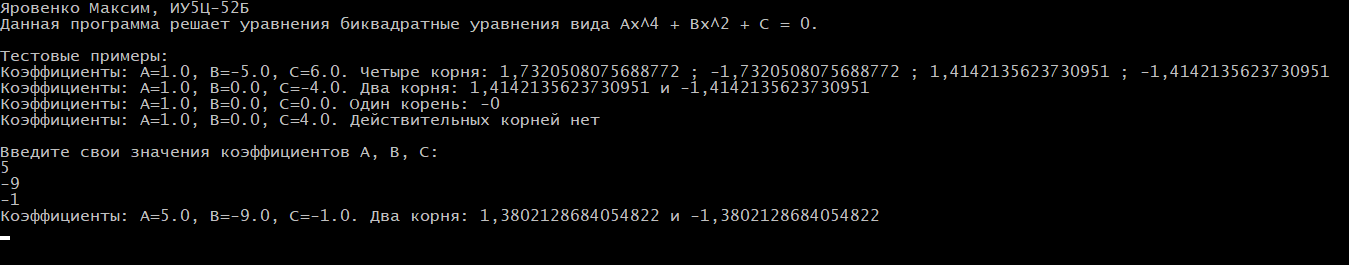 Яровенко Максим, ИУ5Ц-52Б
Данная программа решает уравнения биквадратные уравнения вида Ax^4 + Bx^2 + C = 0.
Тестовые примеры:
Коэффициенты: A=1.0, B=-5.0, C=6.0. Четыре корня: 1,7320508075688772 ; -1,7320508075688772 ; 1,4142135623730951 ; -1,4142135623730951
Коэффициенты: A=1.0, B=0.0, C=-4.0. Два корня: 1,4142135623730951 и -1,4142135623730951
Коэффициенты: A=1.0, B=0.0, C=0.0. Один корень: -0
Коэффициенты: A=1.0, B=0.0, C=4.0. Действительных корней нет
Введите свои значения коэффициентов A, B, C:
5
-9
-1
Коэффициенты: A=5.0, B=-9.0, C=-1.0. Два корня: 1,3802128684054822 и -1,3802128684054822